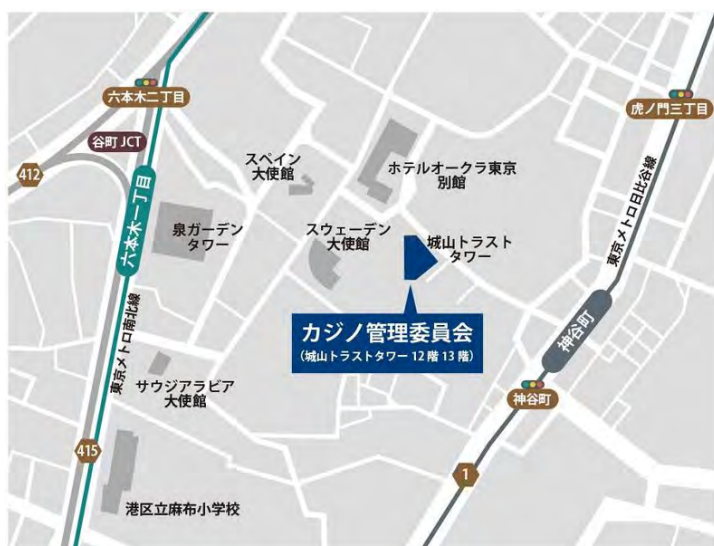 六本木二丁目
虎ノ門三丁目
谷町 JCT
412
六本木一丁目
スペイン
大使館
ホテルオークラ東京
別館
東京メトロ日比谷線
泉ガーデン
タワー
スウェーデン
大使館
城山トラスト
タワー
カジノ管理委員会
(城山トラストタワー 12 階 13 階)
神谷町
東京メトロ南北線
サウジアラビア
大使館
神谷町
415
1
港区立麻布小学校